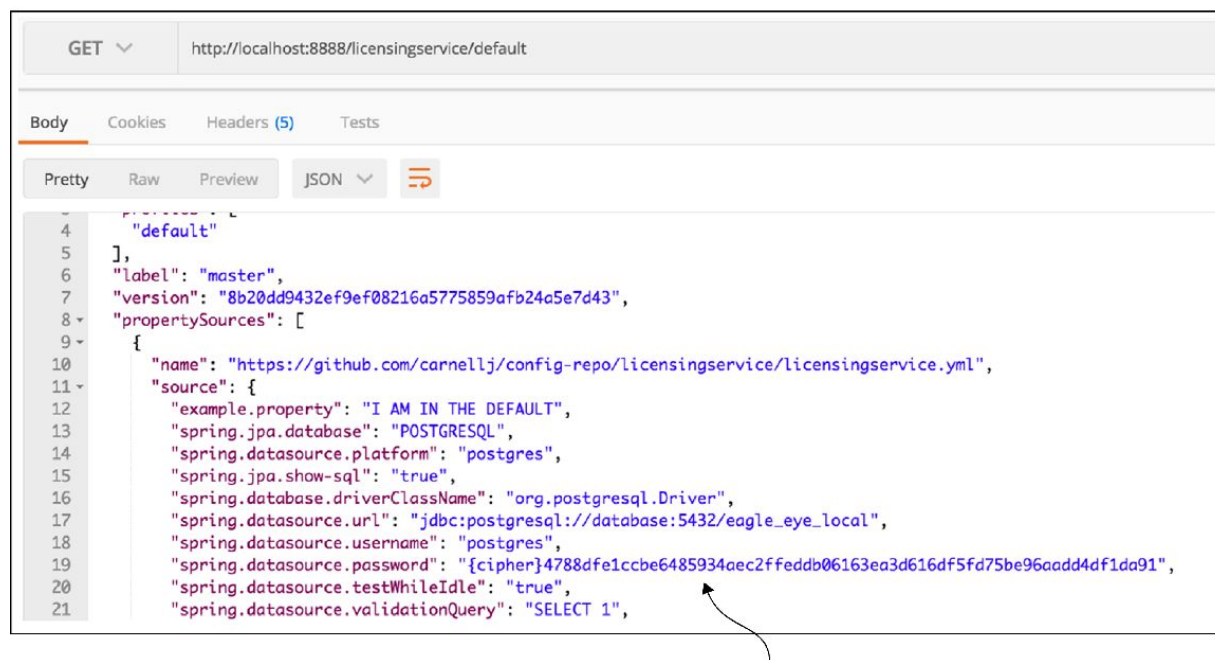 GET http://localhost:8888/licensingservice/default
Body Cookies Headers (5) Tests
Pretty Raw Preview JSON
4 "default"
5 ],
6 "label": "master",
7 "version": "8b20dd9432ef9ef08216a5775859afb24a5e7d43",
8 "propertySources": [
9 {
10 "name": "https://github.com/carnellj/config-repo/licensingservice/licensingservice.yml",
11 "source": {
12 "example.property": "I AM IN THE DEFAULT",
13 "spring.jpa.database": "POSTGRESQL",
14 "spring.datasource.platform": "postgres",
15 "spring.jpa.show-sql": "true",
16 "spring.database.driverClassName": "org.postgresql.Driver",
17 "spring.datasource.url": "jdbc:postgresql://database:5432/eagle_eye_local",
18 "spring.datasource.username": "postgres",
19 "spring.datasource.password": "{cipher}4788dfe1ccbe6485934aec2ffeddb06163ea3d616df5fd75be96aadd4df1da91",
20 "spring.datasource.testWhileIdle": "true",
21 "spring.datasource.validationQuery": "SELECT 1",